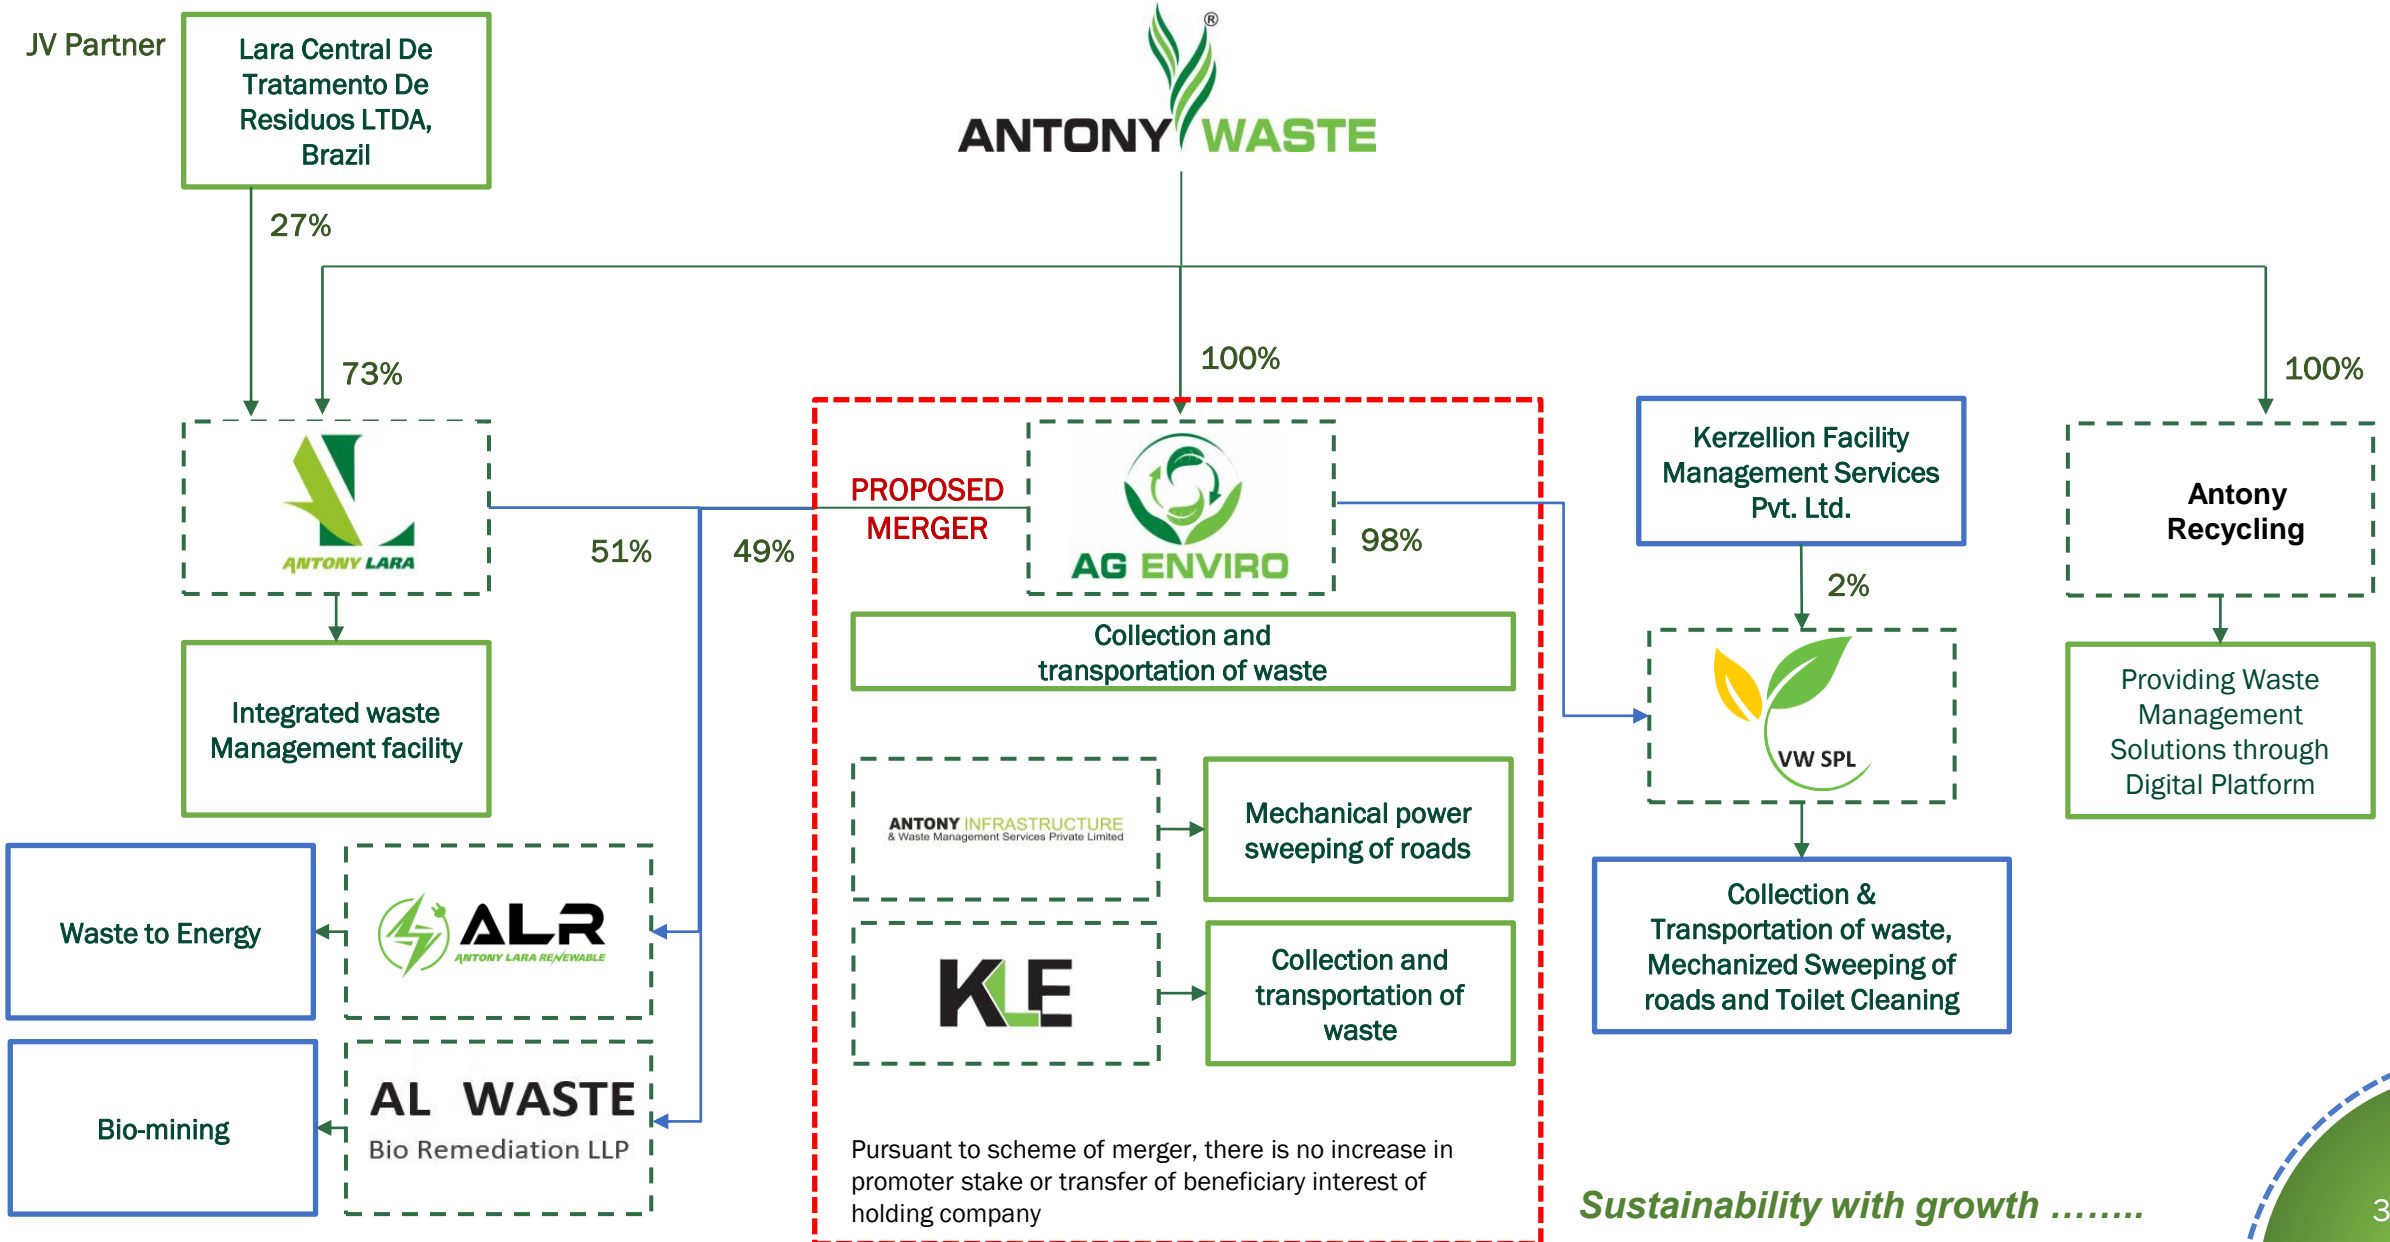 JV Partner
Lara Central De
Tratamento De
Residuos LTDA,
Brazil
®
ANTONY WASTE
27%
73%
100%
100%
ANTONY LARA
51%
49%
PROPOSED
MERGER
AG ENVIRO
98%
Kerzellion Facility
Management Services
Pvt. Ltd.
2%
Antony
Recycling
Integrated waste
Management facility
Collection and
transportation of waste
VW SPL
Providing Waste
Management
Solutions through
Digital Platform
ANTONY INFRASTRUCTURE
& Waste Management Services Private Limited
Mechanical power
sweeping of roads
Waste to Energy
ALR
ANTONY LARA RENEWABLE
KLE
Collection and
transportation of
waste
Collection &
Transportation of waste,
Mechanized Sweeping of
roads and Toilet Cleaning
Bio-mining
AL WASTE
Bio Remediation LLP
Pursuant to scheme of merger, there is no increase in
promoter stake or transfer of beneficiary interest of
holding company
Sustainability with growth ........
3